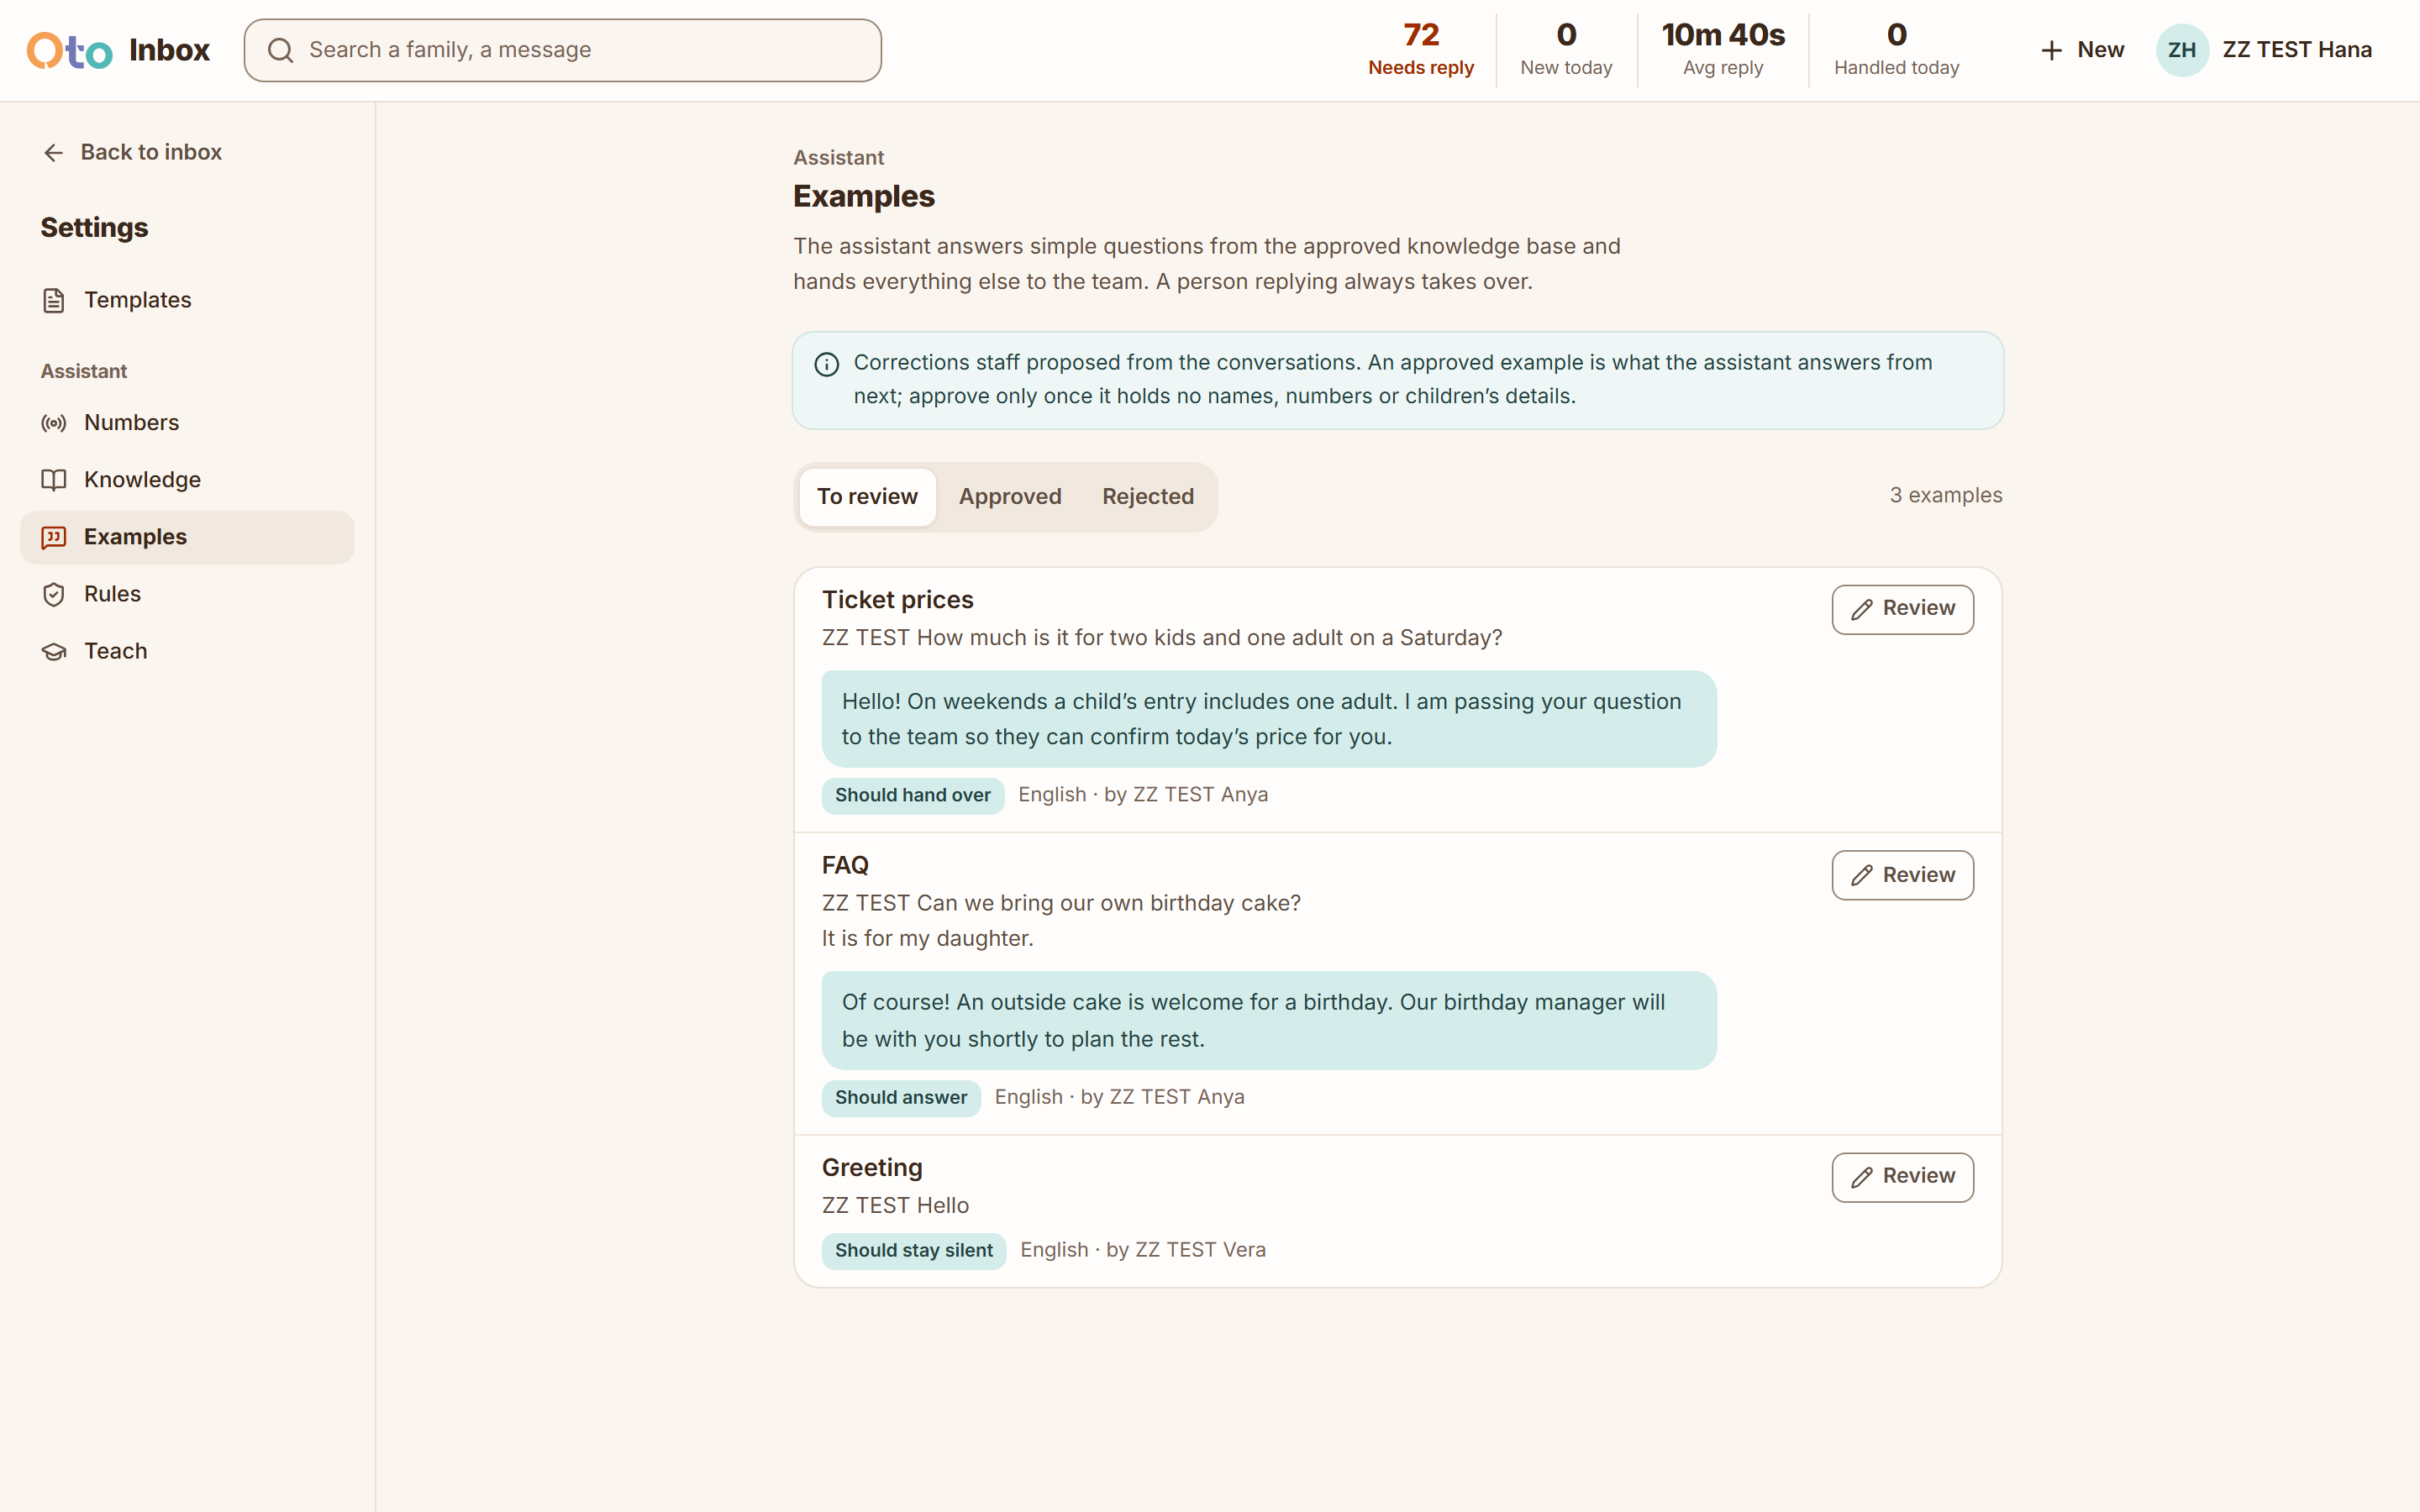 Oto Inbox
Search a family, a message
72
Needs reply
0
New today
10m 40s
Avg reply
0
Handled today
New
ZH
ZZ TEST Hana
Back to inbox
Settings
Templates
Assistant
Numbers
Knowledge
Examples
Rules
Teach
Assistant
Examples
The assistant answers simple questions from the approved knowledge base and
hands everything else to the team. A person replying always takes over.
Corrections staff proposed from the conversations. An approved example is what the assistant answers from
next; approve only once it holds no names, numbers or children’s details.
To review
Approved
Rejected
3 examples
Ticket prices
Review
ZZ TEST How much is it for two kids and one adult on a Saturday?
Hello! On weekends a child’s entry includes one adult. I am passing your question
to the team so they can confirm today’s price for you.
Should hand over
English · by ZZ TEST Anya
FAQ
Review
ZZ TEST Can we bring our own birthday cake?
It is for my daughter.
Of course! An outside cake is welcome for a birthday. Our birthday manager will
be with you shortly to plan the rest.
Should answer
English · by ZZ TEST Anya
Greeting
Review
ZZ TEST Hello
Should stay silent
English · by ZZ TEST Vera